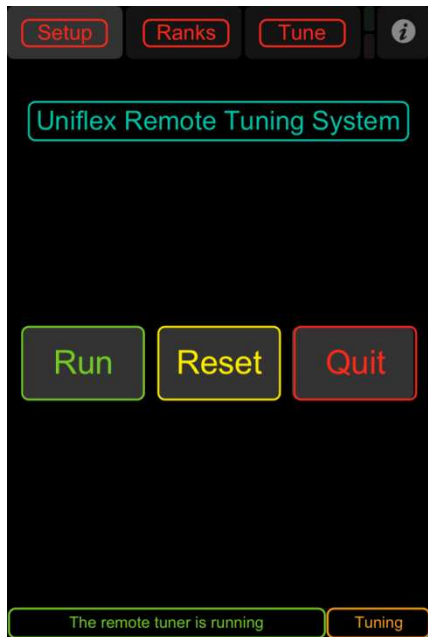 Setup Ranks Tune i
Uniflex Remote Tuning System
Run Reset Quit
The remote tuner is running Tuning